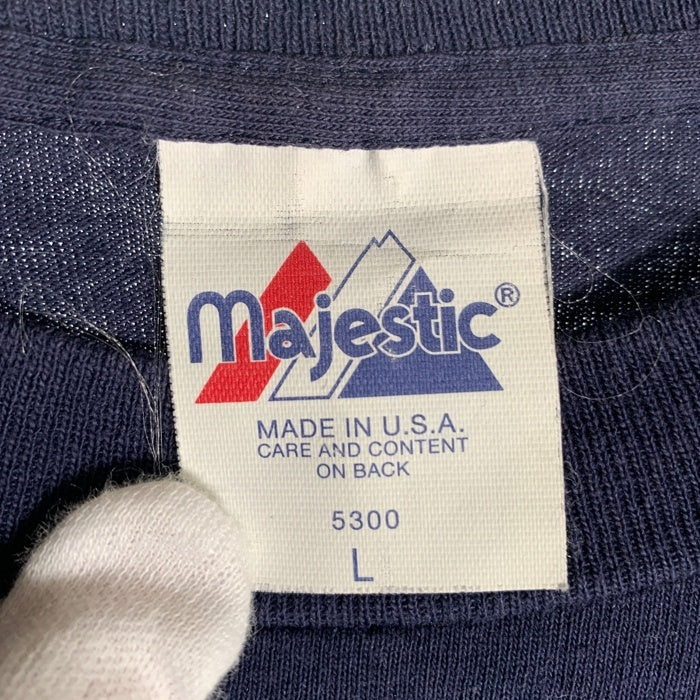 Majestic®
MADE IN U.S.A.
CARE AND CONTENT
ON BACK
5300
L